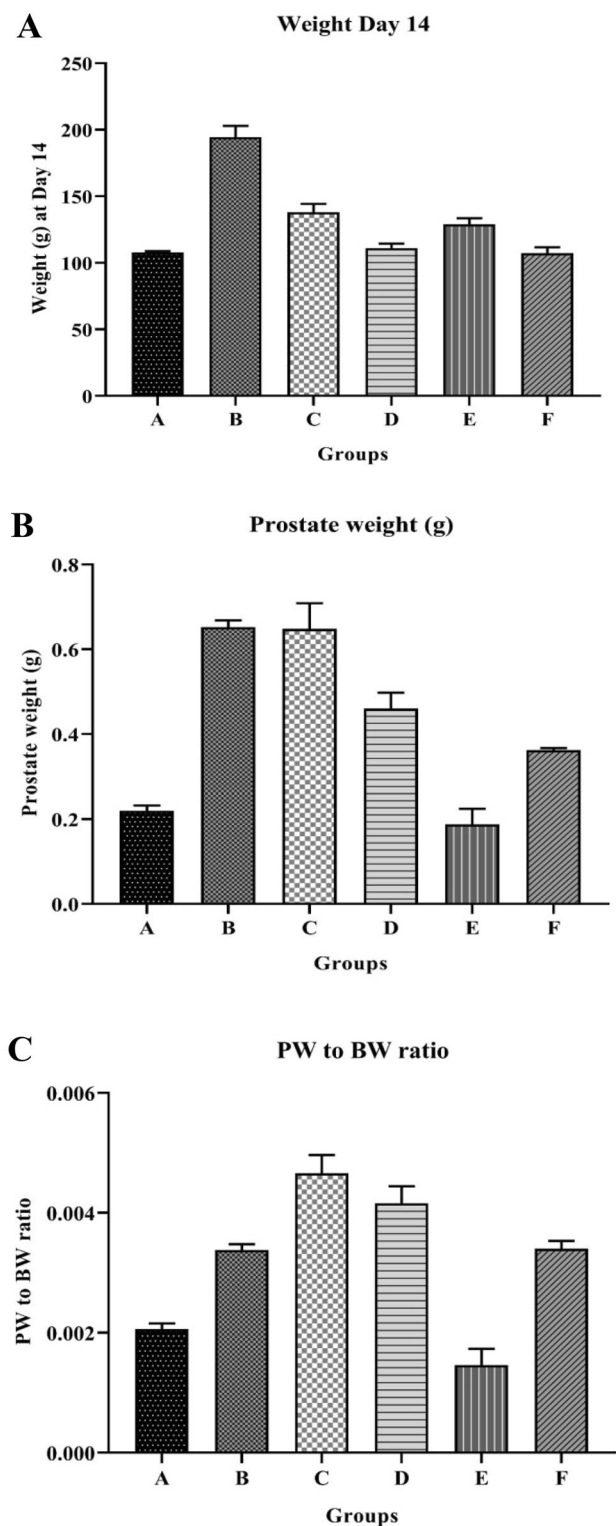 A
Weight Day 14
Weight (g) at Day 14
250
200
150
100
50
0
A B C D E F
Groups
B
Prostate weight (g)
Prostate weight (g)
0.8
0.6
0.4
0.2
0.0
A B C D E F
Groups
C
PW to BW ratio
PW to BW ratio
0.006
0.004
0.002
0.000
A B C D E F
Groups